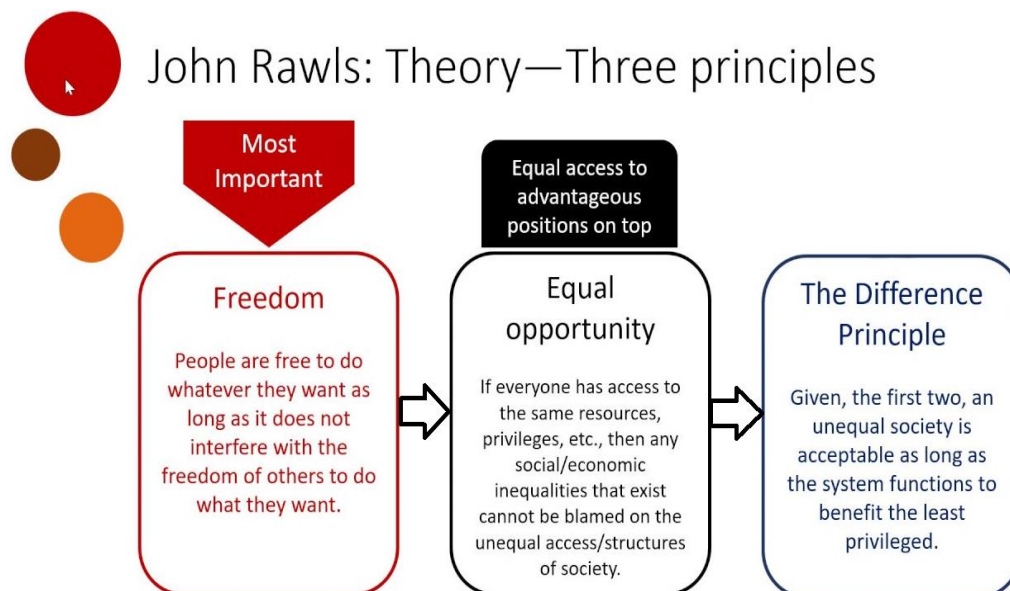 John Rawls: Theory—Three principles
Most
Important
Freedom
People are free to do
whatever they want as
long as it does not
interfere with the
freedom of others to do
what they want.
Equal access to
advantageous
positions on top
Equal
opportunity
If everyone has access to
the same resources,
privileges, etc., then any
social/economic
inequalities that exist
cannot be blamed on the
unequal access/structures
of society.
The Difference
Principle
Given, the first two, an
unequal society is
acceptable as long as
the system functions to
benefit the least
privileged.